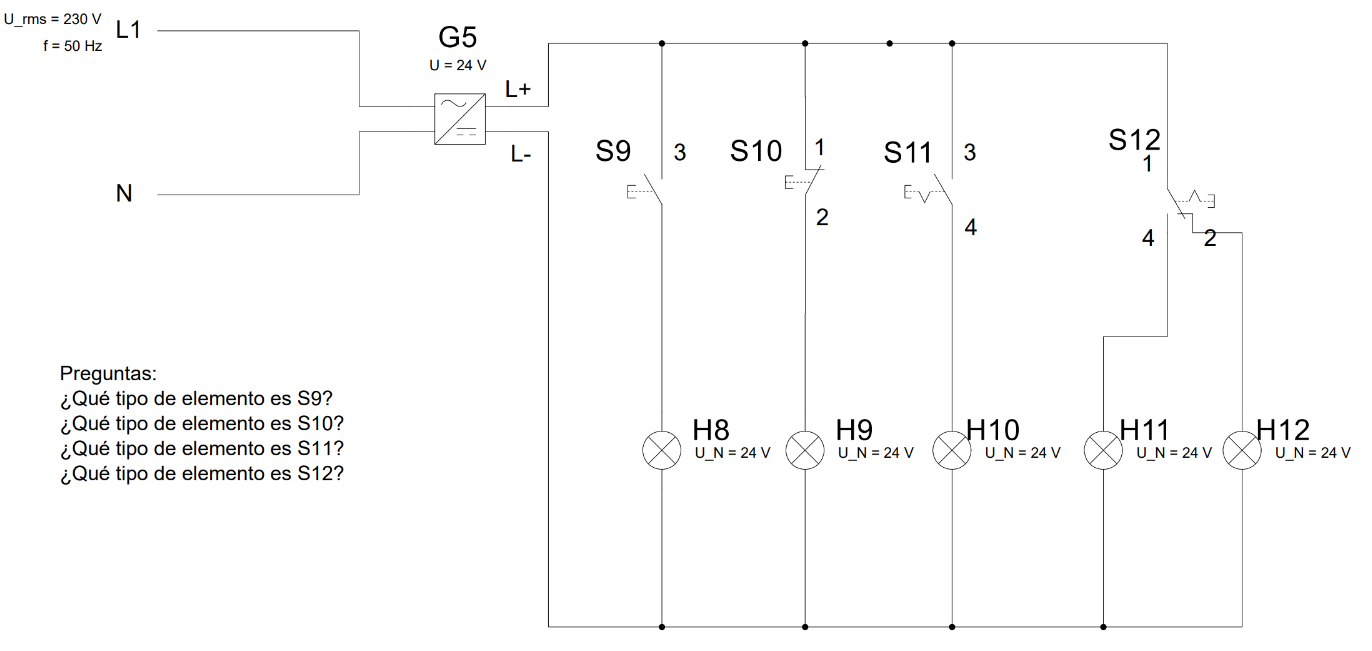 U_rms = 230 V
f = 50 Hz
L1
N
G5
U = 24 V
L+
L-
S9
3
S10
1
2
S11
3
4
S12
1
4
2
Preguntas:
¿Qué tipo de elemento es S9?
¿Qué tipo de elemento es S10?
¿Qué tipo de elemento es S11?
¿Qué tipo de elemento es S12?
H8
U_N = 24 V
H9
U_N = 24 V
H10
U_N = 24 V
H11
U_N = 24 V
H12
U_N = 24 V